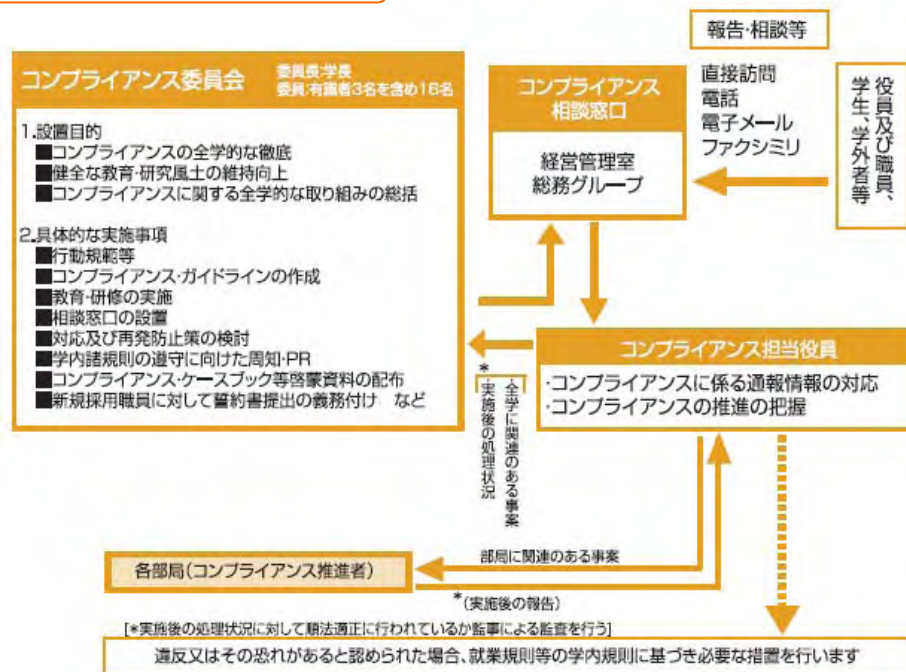 コンプライアンス委員会
委員長:学長
委員:有識者3名を含め16名
1.設置目的
■コンプライアンスの全学的な徹底
■健全な教育・研究風土の維持向上
■コンプライアンスに関する全学的な取り組みの総括
2.具体的な実施事項
■行動規範等
■コンプライアンス・ガイドラインの作成
■教育・研修の実施
■相談窓口の設置
■対応及び再発防止策の検討
■学内諸規則の遵守に向けた周知・PR
■コンプライアンス・ケースブック等啓蒙資料の配布
■新規採用職員に対して誓約書提出の義務付け など
コンプライアンス
相談窓口
経営管理室
総務グループ
報告・相談等
直接訪問
電話
電子メール
ファクシミリ
役員及び職員、
学生、学外者等
コンプライアンス担当役員
・コンプライアンスに係る通報情報の対応
・コンプライアンスの推進の把握
*
・全学に関連のある事案
・実施後の処理状況
部局に関連のある事案
各部局(コンプライアンス推進者)
*(実施後の報告)
[*実施後の処理状況に対して順法適正に行われているか監事による監査を行う]
違反又はその恐れがあると認められた場合、就業規則等の学内規則に基づき必要な措置を行います